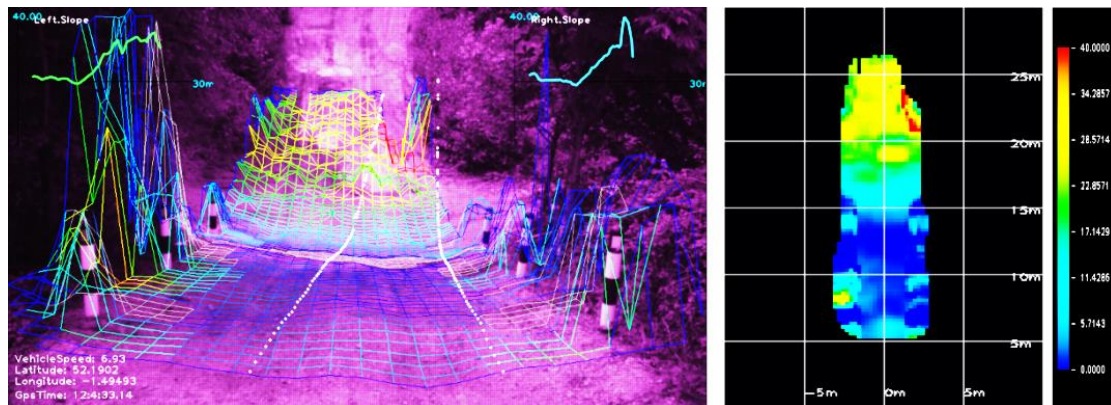 40.00
Left.Slope
40.00
Right.Slope
30m
30m
VehicleSpeed: 6.93
Latitude: 52.1902
Longitude: -1.49493
GpsTime: 12:4:33.14
25m
20m
15m
10m
5m
-5m
0m
5m
40.0000
34.2857
28.5714
22.8571
17.1429
11.4286
5.7143
0.0000